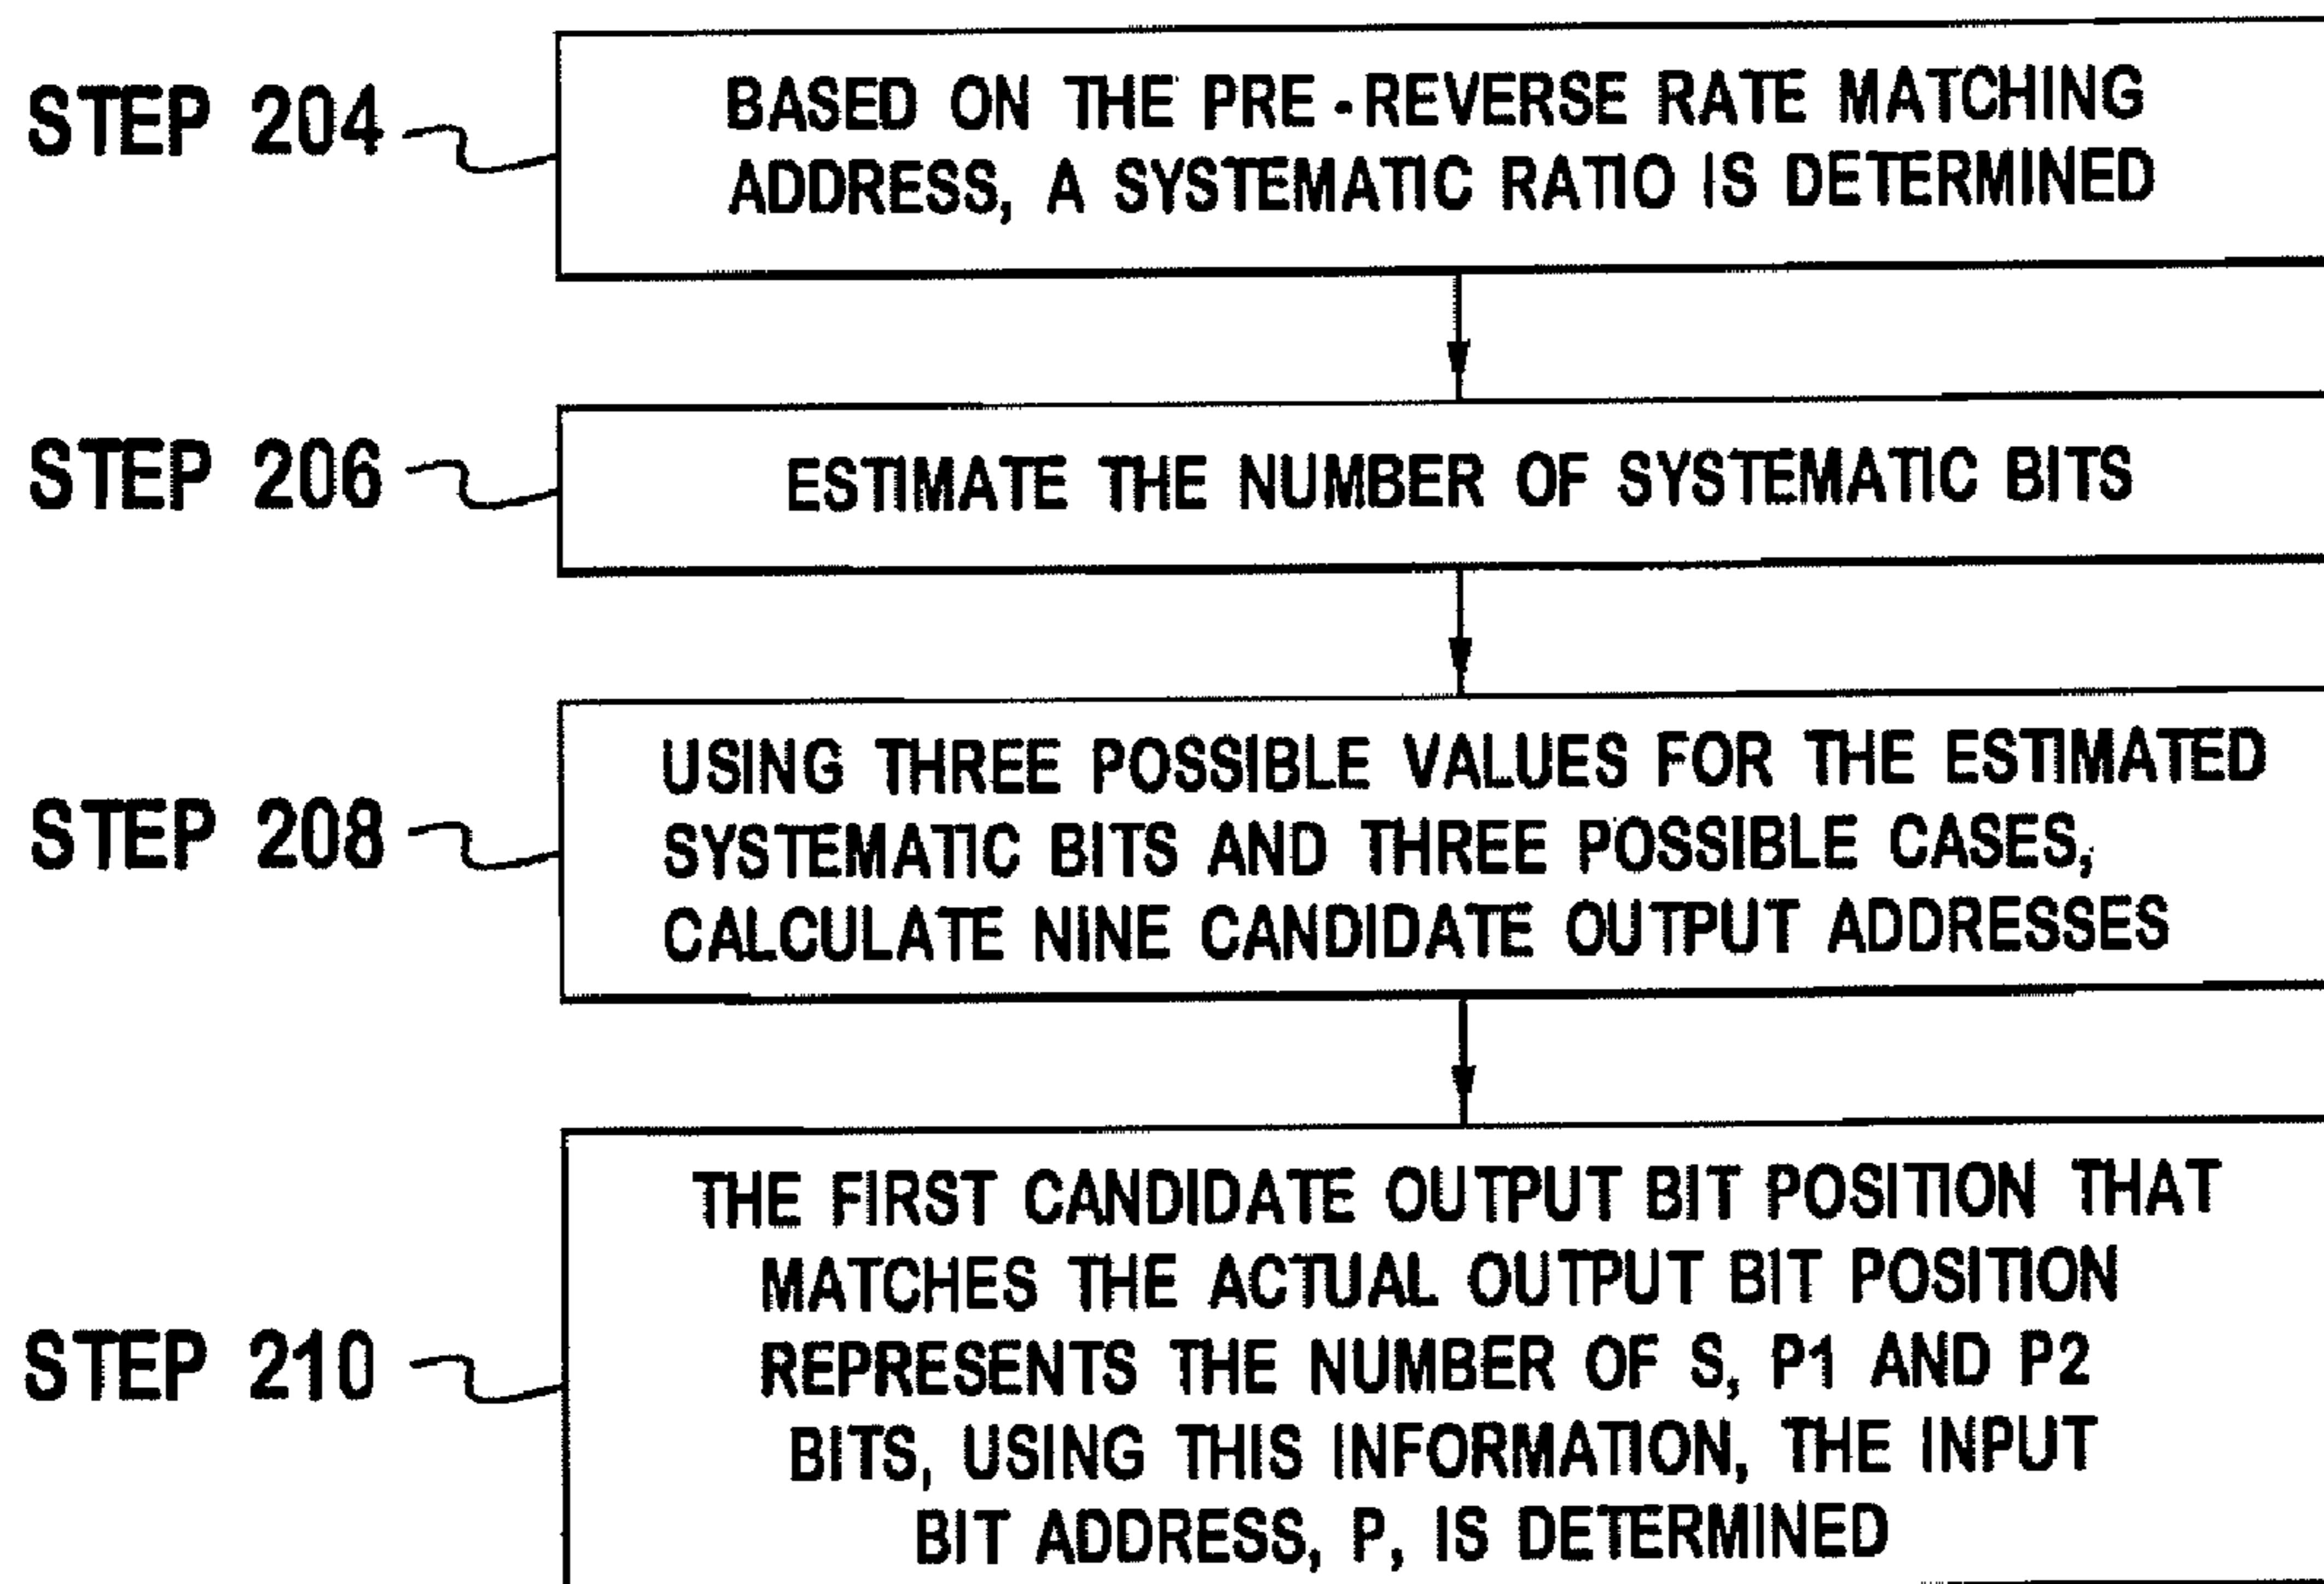 STEP 204
BASED ON THE PRE-REVERSE RATE MATCHING
ADDRESS, A SYSTEMATIC RATIO IS DETERMINED
STEP 206
ESTIMATE THE NUMBER OF SYSTEMATIC BITS
STEP 208
USING THREE POSSIBLE VALUES FOR THE ESTIMATED
SYSTEMATIC BITS AND THREE POSSIBLE CASES,
CALCULATE NINE CANDIDATE OUTPUT ADDRESSES
STEP 210
THE FIRST CANDIDATE OUTPUT BIT POSITION THAT
MATCHES THE ACTUAL OUTPUT BIT POSITION
REPRESENTS THE NUMBER OF S, P1 AND P2
BITS, USING THIS INFORMATION, THE INPUT
BIT ADDRESS, P, IS DETERMINED